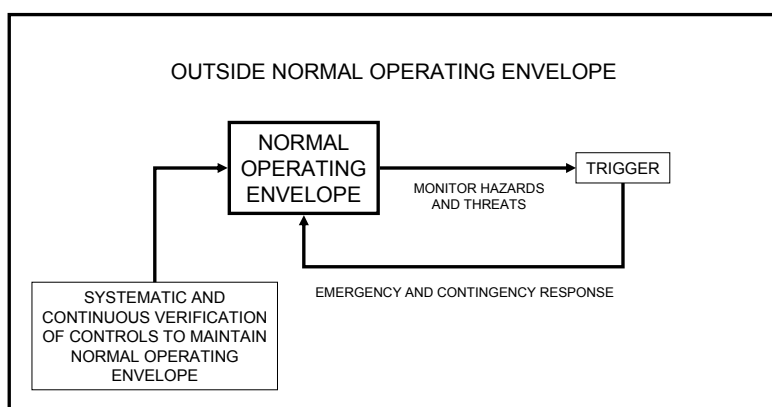 OUTSIDE NORMAL OPERATING ENVELOPE
NORMAL
OPERATING
ENVELOPE
TRIGGER
MONITOR HAZARDS
AND THREATS
EMERGENCY AND CONTINGENCY RESPONSE
SYSTEMATIC AND
CONTINUOUS VERIFICATION
OF CONTROLS TO MAINTAIN
NORMAL OPERATING
ENVELOPE